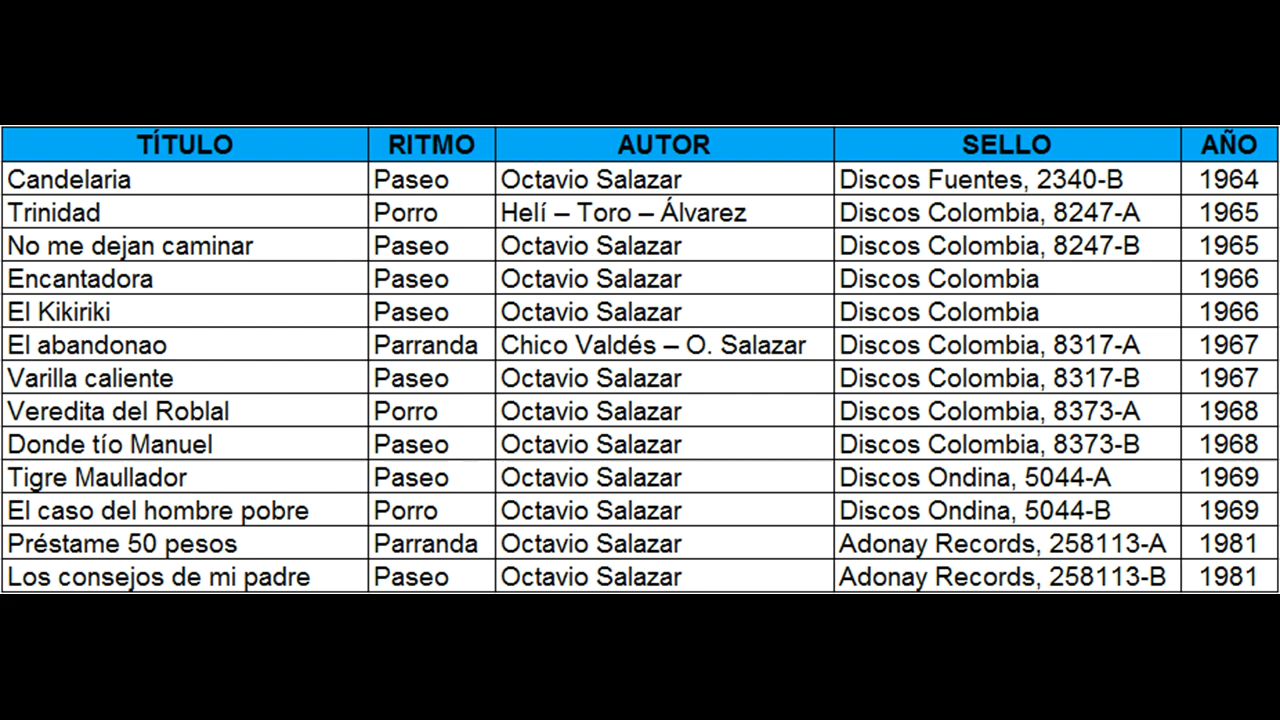 TÍTULO RITMO AUTOR SELLO AÑO
Candelaria Paseo Octavio Salazar Discos Fuentes, 2340-B 1964
Trinidad Porro Helí – Toro – Álvarez Discos Colombia, 8247-A 1965
No me dejan caminar Paseo Octavio Salazar Discos Colombia, 8247-B 1965
Encantadora Paseo Octavio Salazar Discos Colombia 1966
El Kikiriki Paseo Octavio Salazar Discos Colombia 1966
El abandonao Parranda Chico Valdés – O. Salazar Discos Colombia, 8317-A 1967
Varilla caliente Paseo Octavio Salazar Discos Colombia, 8317-B 1967
Veredita del Roblal Porro Octavio Salazar Discos Colombia, 8373-A 1968
Donde tío Manuel Paseo Octavio Salazar Discos Colombia, 8373-B 1968
Tigre Maullador Paseo Octavio Salazar Discos Ondina, 5044-A 1969
El caso del hombre pobre Porro Octavio Salazar Discos Ondina, 5044-B 1969
Préstame 50 pesos Parranda Octavio Salazar Adonay Records, 258113-A 1981
Los consejos de mi padre Paseo Octavio Salazar Adonay Records, 258113-B 1981